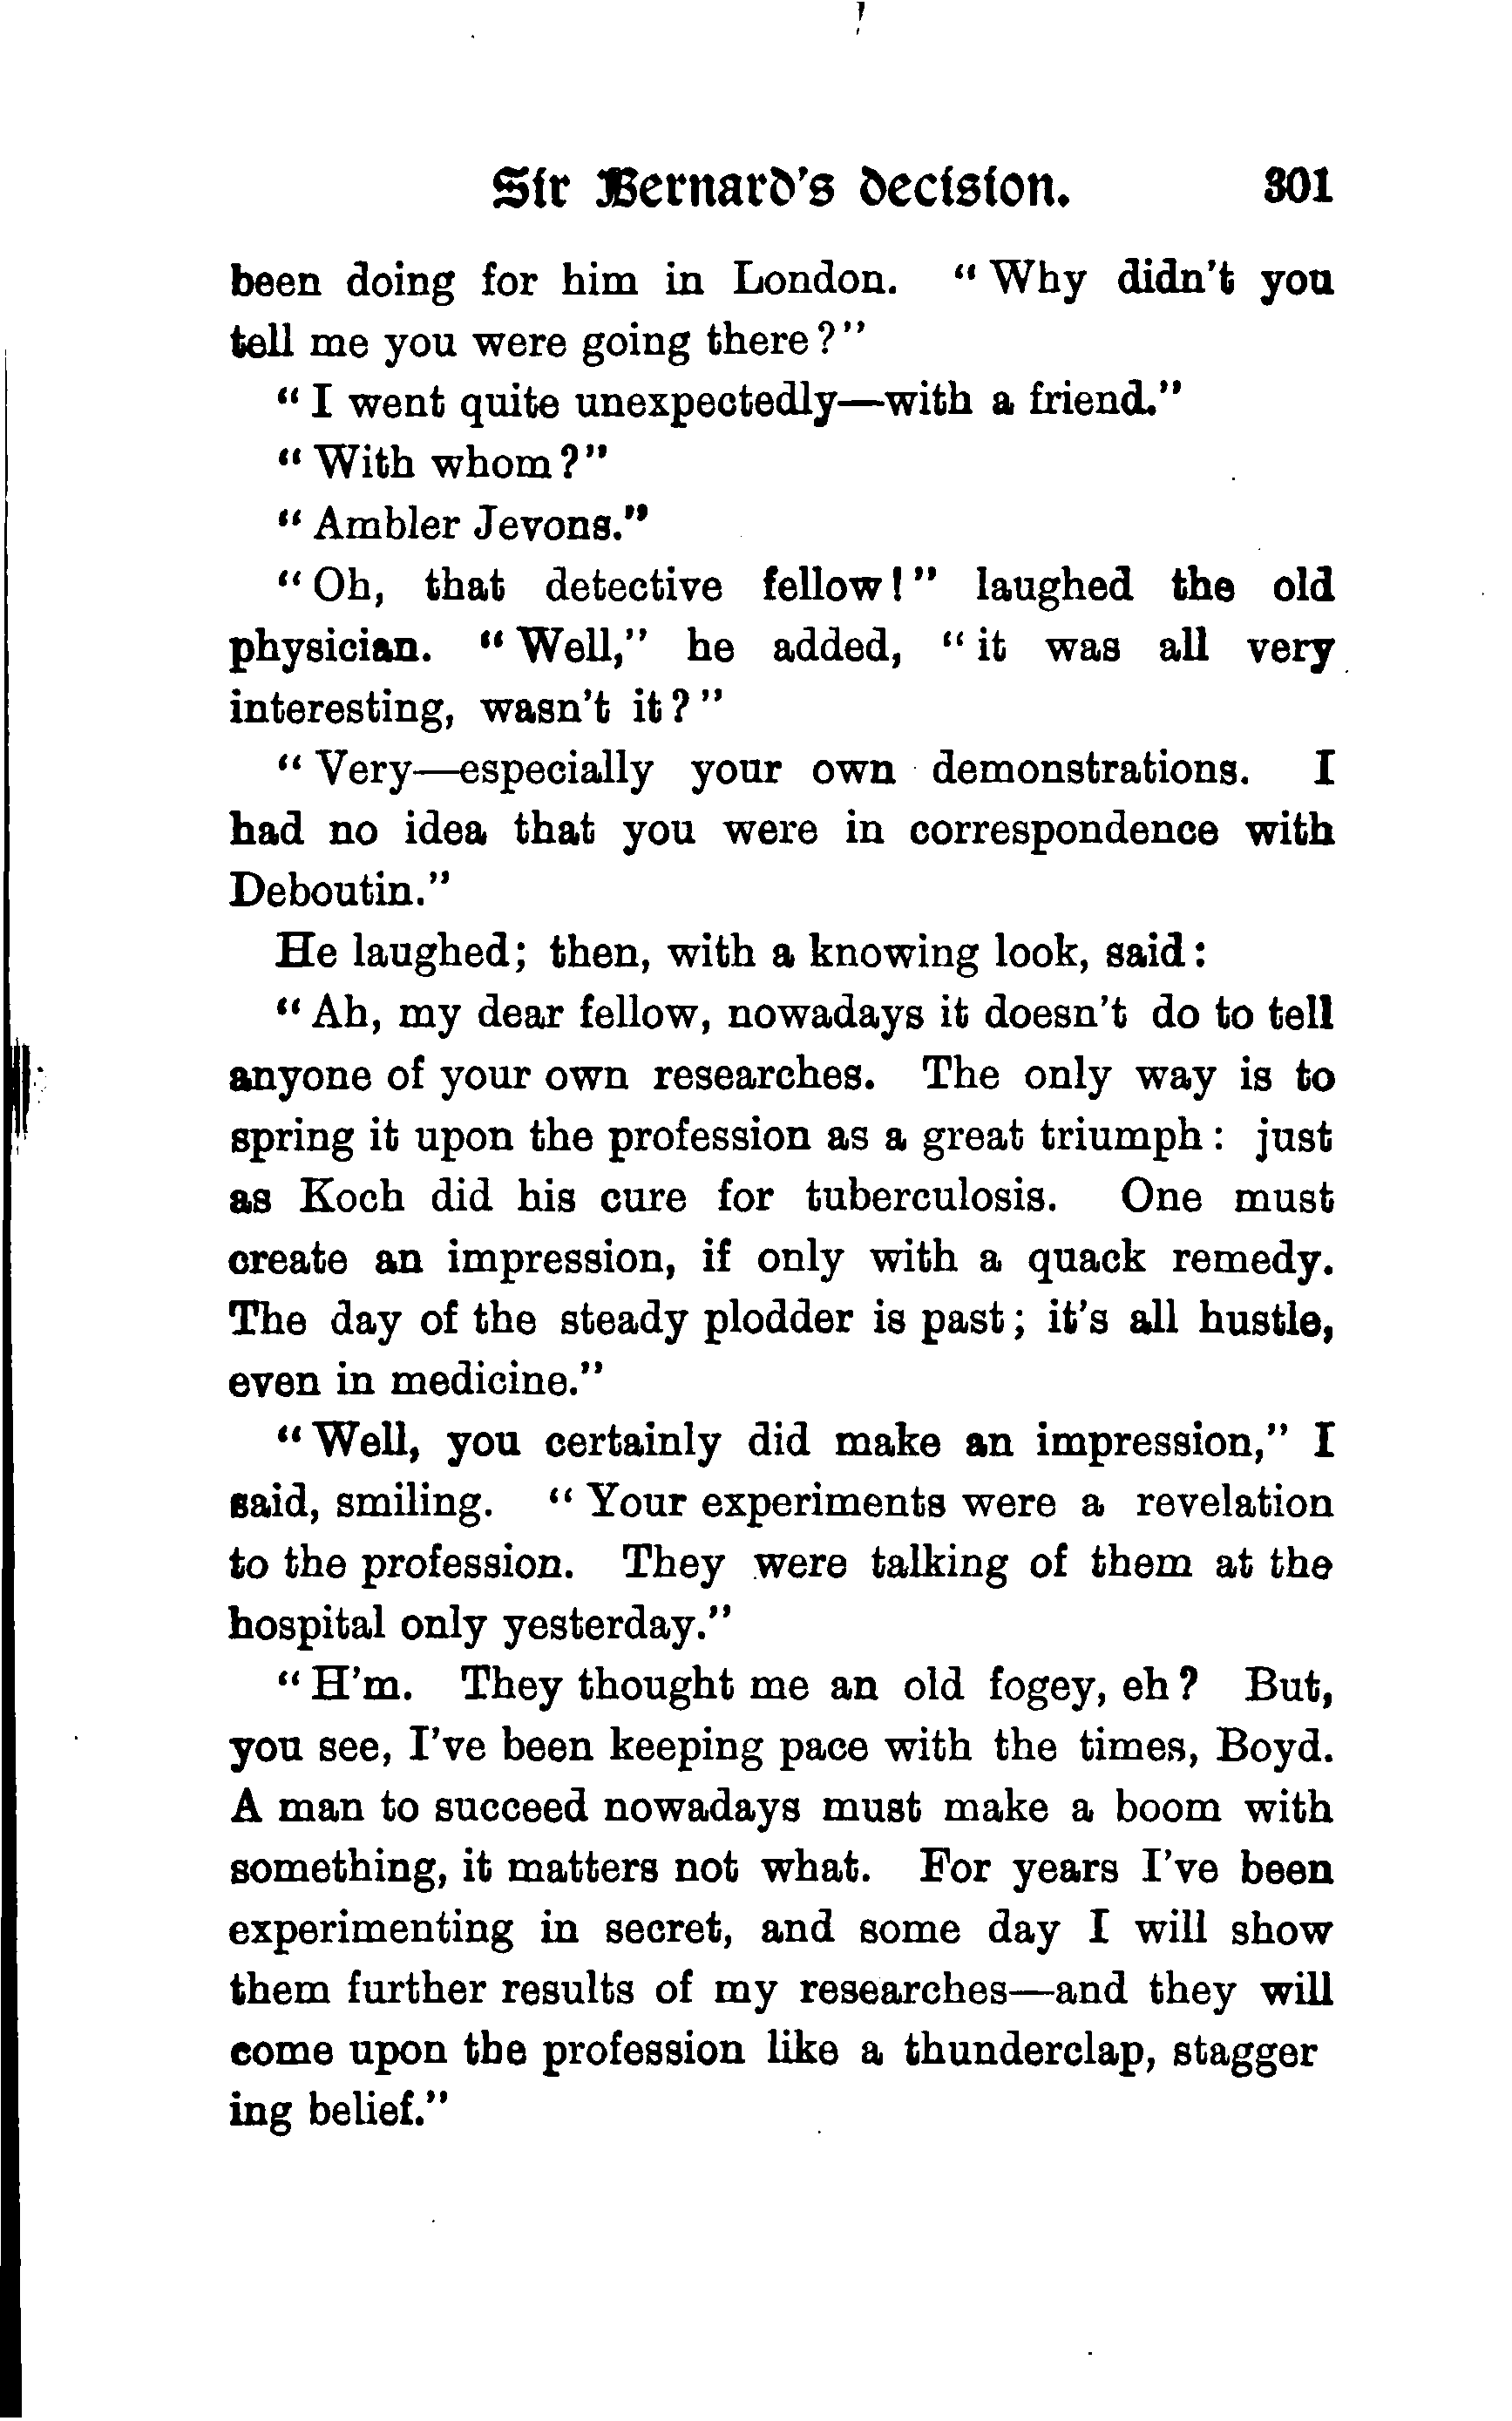 Sir Bernard's decision. 301
been doing for him in London. "Why didn't you
tell me you were going there?"
"I went quite unexpectedly—with a friend."
"With whom?"
"Ambler Jevons."
"Oh, that detective fellow!" laughed the old
physician. "Well," he added, "it was all very
interesting, wasn't it?"
"Very—especially your own demonstrations. I
had no idea that you were in correspondence with
Deboutin."
He laughed; then, with a knowing look, said:
"Ah, my dear fellow, nowadays it doesn't do to tell
anyone of your own researches. The only way is to
spring it upon the profession as a great triumph: just
as Koch did his cure for tuberculosis. One must
create an impression, if only with a quack remedy.
The day of the steady plodder is past; it's all hustle,
even in medicine."
"Well, you certainly did make an impression," I
said, smiling. "Your experiments were a revelation
to the profession. They were talking of them at the
hospital only yesterday."
"H'm. They thought me an old fogey, eh? But,
you see, I've been keeping pace with the times, Boyd.
A man to succeed nowadays must make a boom with
something, it matters not what. For years I've been
experimenting in secret, and some day I will show
them further results of my researches—and they will
come upon the profession like a thunderclap, stagger
ing belief."